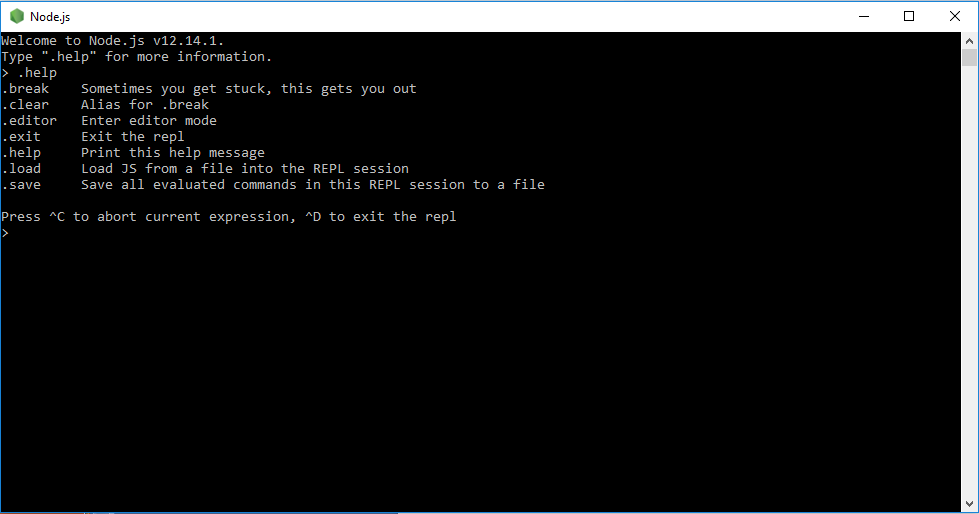 Node.js
Welcome to Node.js v12.14.1.
Type ".help" for more information.
> .help
.break    Sometimes you get stuck, this gets you out
.clear    Alias for .break
.editor   Enter editor mode
.exit     Exit the repl
.help     Print this help message
.load     Load JS from a file into the REPL session
.save     Save all evaluated commands in this REPL session to a file
Press ^C to abort current expression, ^D to exit the repl
>